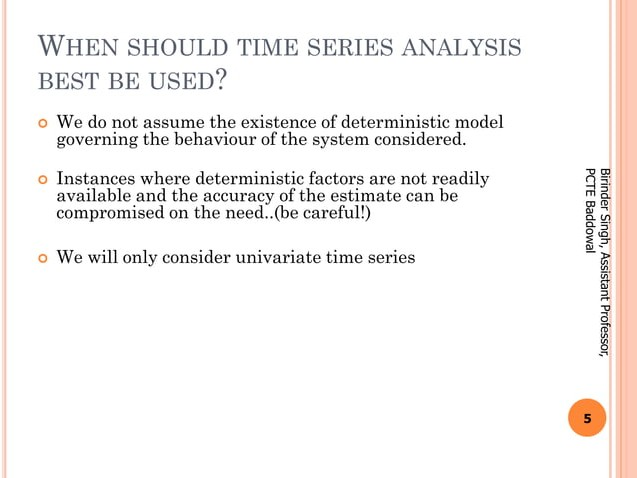 WHEN SHOULD TIME SERIES ANALYSIS
BEST BE USED?
We do not assume the existence of deterministic model
governing the behaviour of the system considered.
Instances where deterministic factors are not readily
available and the accuracy of the estimate can be
compromised on the need..(be careful!)
We will only consider univariate time series
Birinder Singh, Assistant Professor,
PCTE Baddowal
5